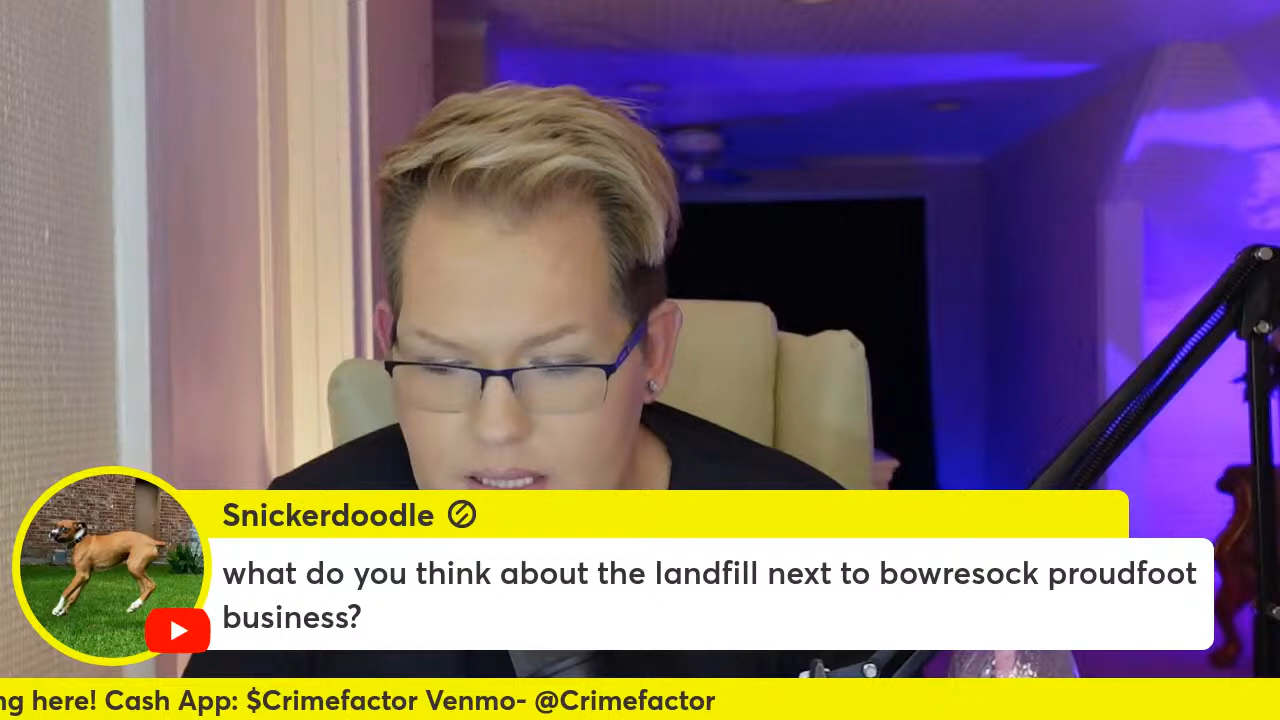 Snickerdoodle
what do you think about the landfill next to bowresock proudfoot
business?
ng here! Cash App: $Crimefactor Venmo- @Crimefactor